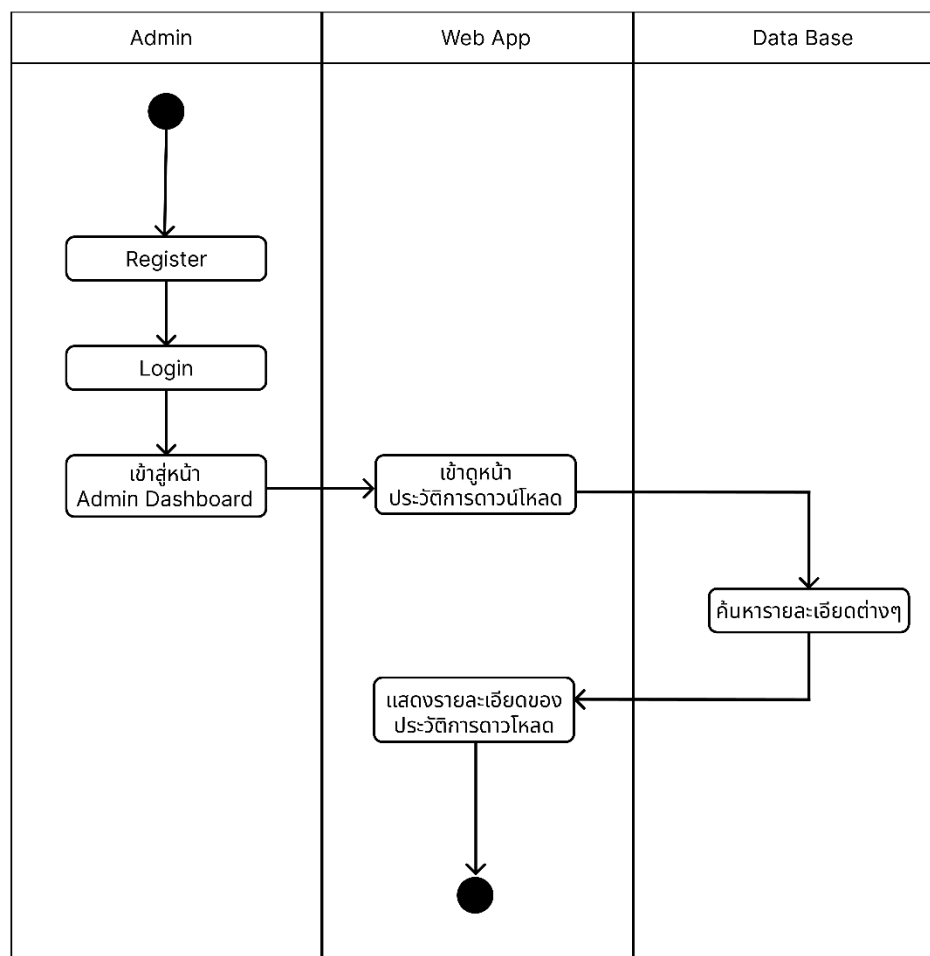 Admin
Web App
Data Base
Register
Login
เข้าสู่หน้า
Admin Dashboard
เข้าดูหน้า
ประวัติการดาวน์โหลด
ค้นหารายละเอียดต่างๆ
แสดงรายละเอียดของ
ประวัติการดาวโหลด